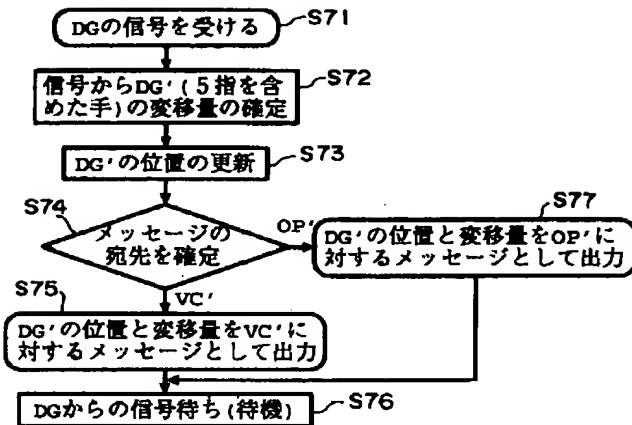 DGの信号を受ける
S71
信号からDG'(5指を含
めた手)の変移量の確定
S72
DG'の位置の更新
S73
S74
メッセージの
宛先を確定
OP'
S77
DG'の位置と変移量をOP'に
対するメッセージとして出力
VC'
S75
DG'の位置と変移量をVC'に
対するメッセージとして出力
DGからの信号待ち(待機)
S76